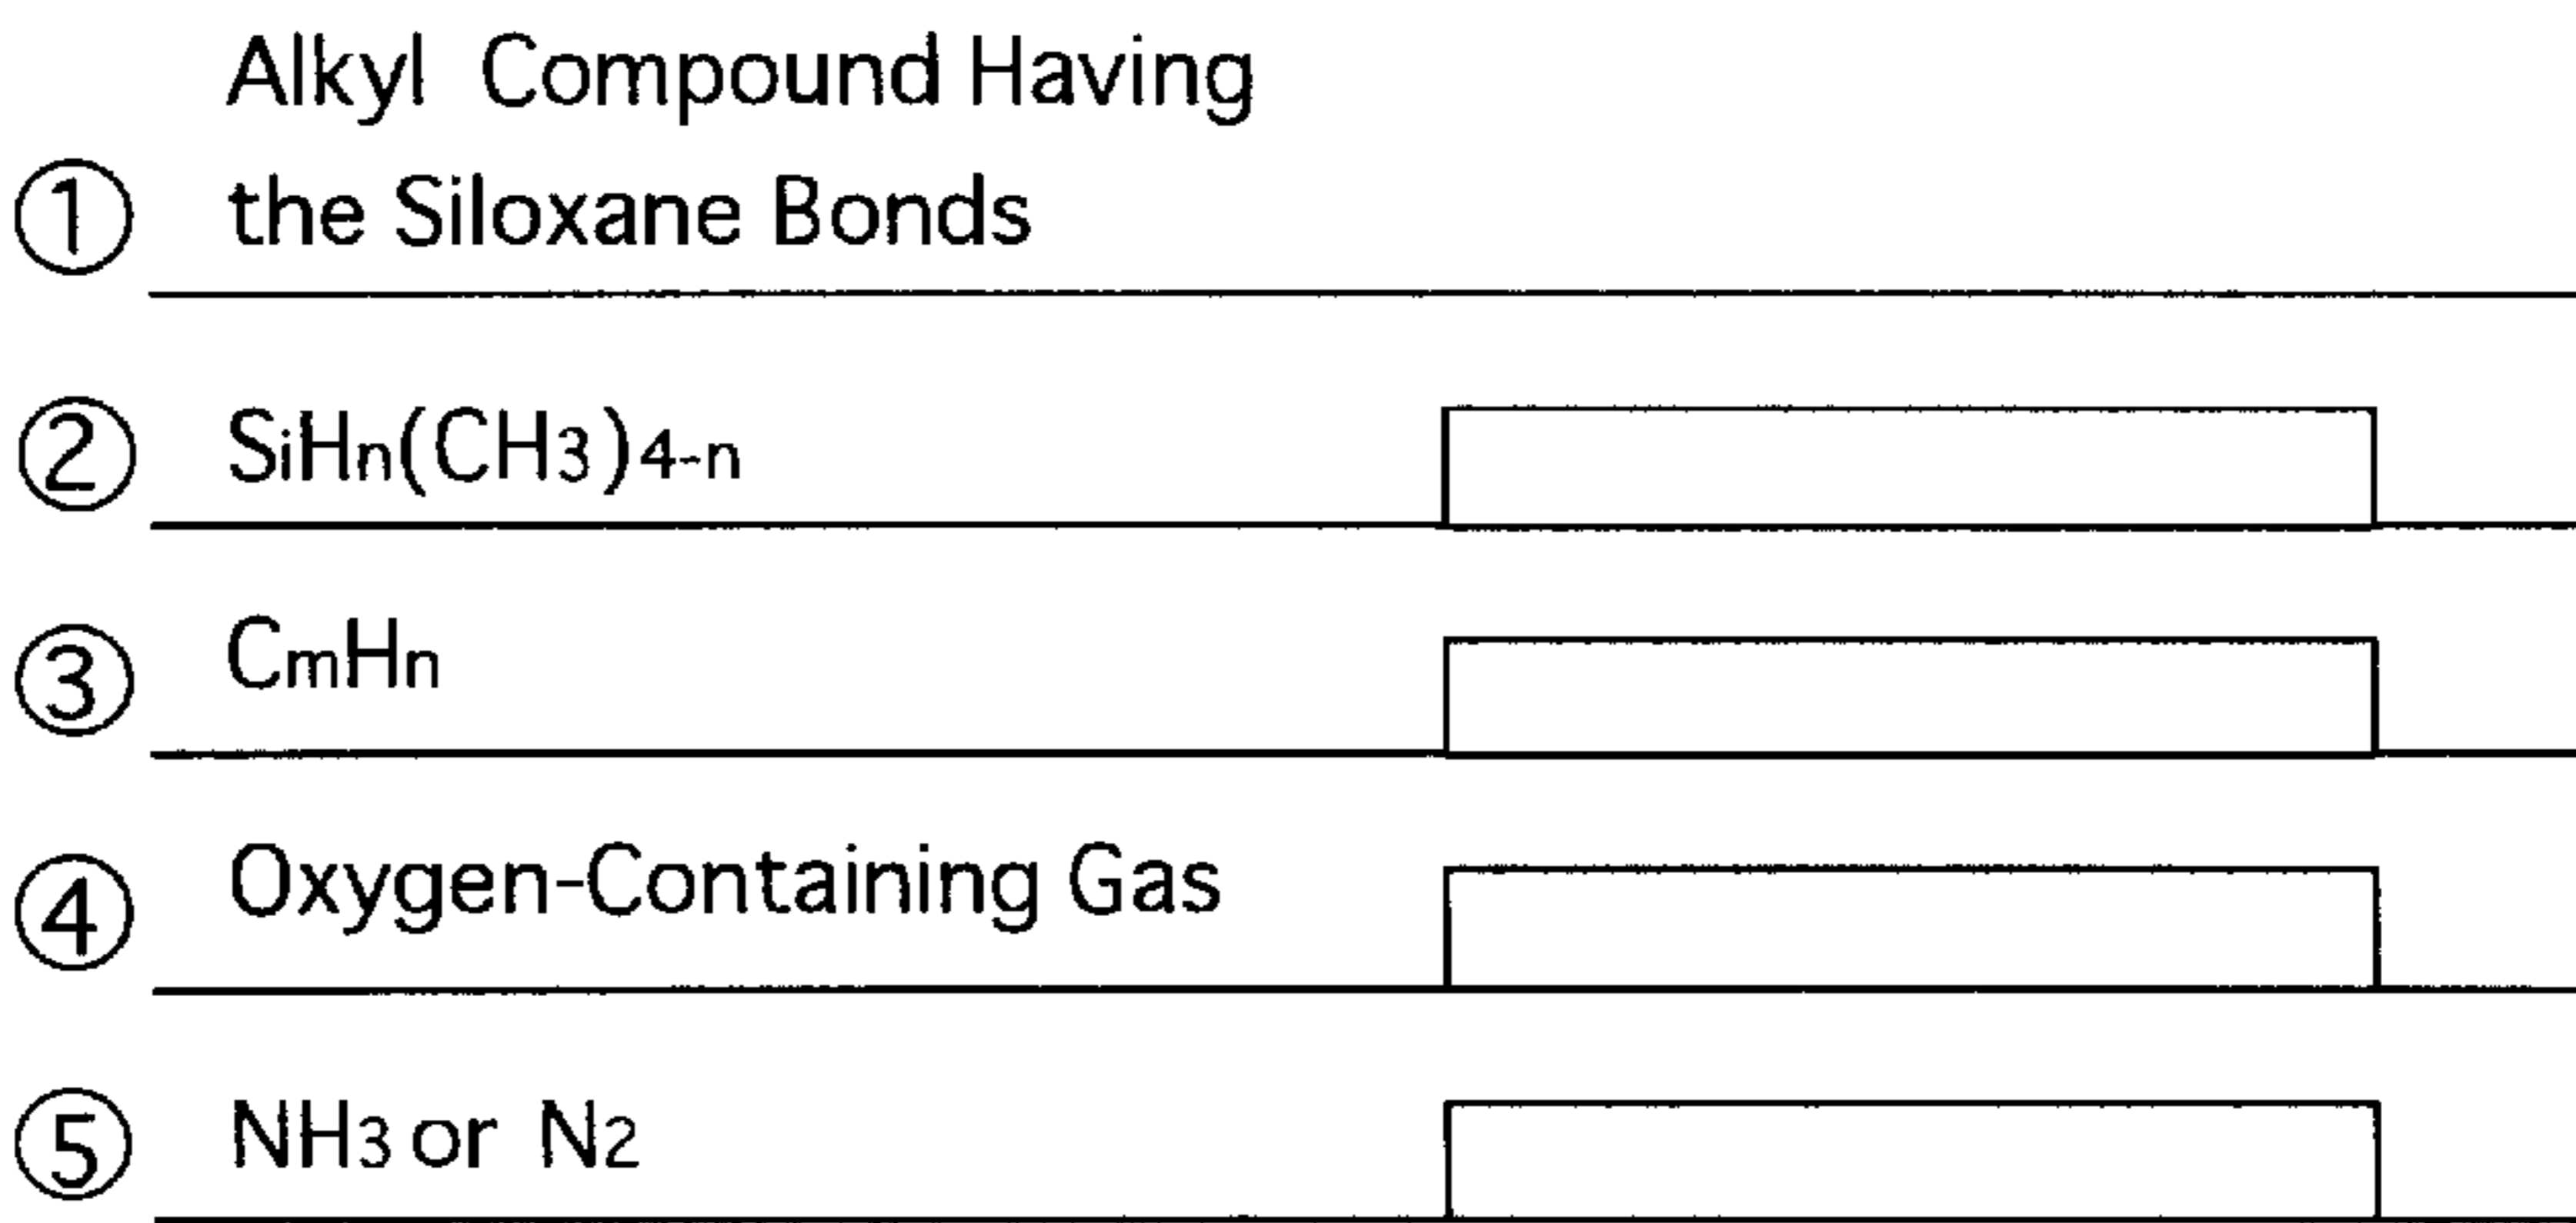 Alkyl Compound Having
① the Siloxane Bonds
② SiHn(CH3)4-n
③ CmHn
④ Oxygen-Containing Gas
⑤ NH3 or N2